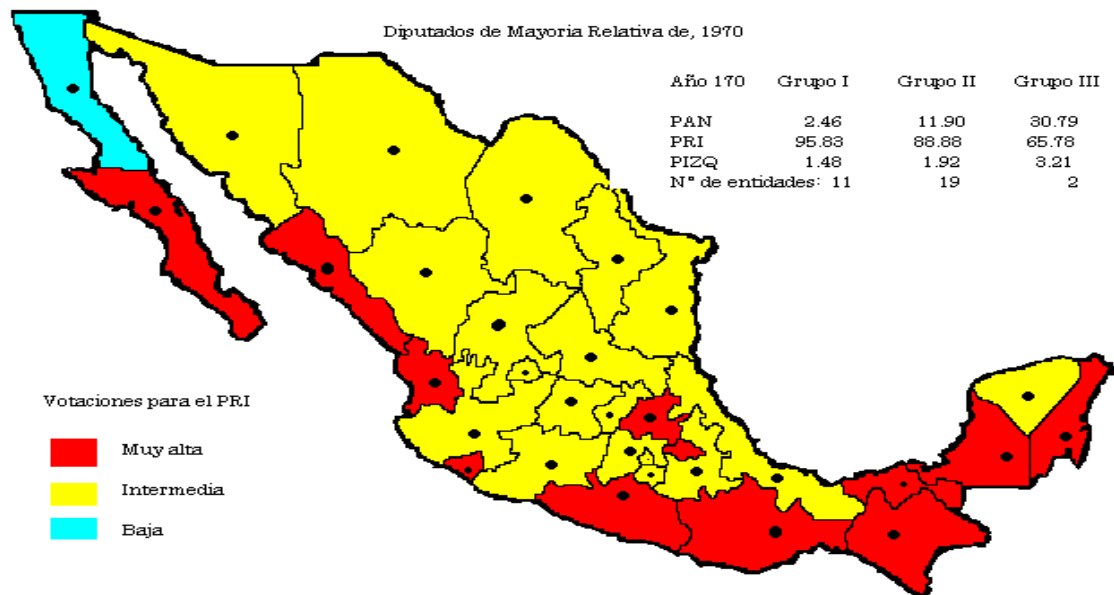 Diputados de Mayoria Relativa de, 1970
Año 170 Grupo I Grupo II Grupo III
PAN 2.46 11.90 30.79
PRI 95.83 88.88 65.78
PIZQ 1.48 1.92 3.21
N° de entidades: 11 19 2
Votaciones para el PRI
Muy alta
Intermedia
Baja